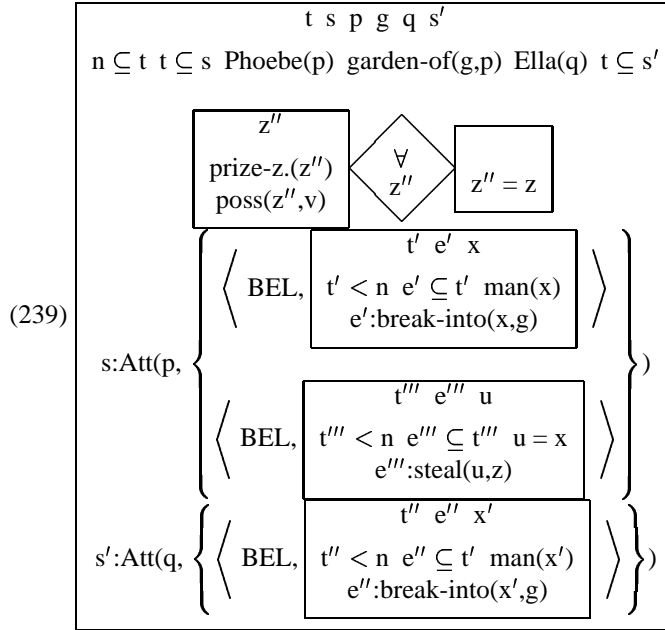 t s p g q s′
n ⊆ t t ⊆ s Phoebe(p) garden-of(g,p) Ella(q) t ⊆ s′
z′′
prize-z.(z′′)
poss(z′′,v)
∀
z′′
z′′ = z
(239)
s:Att(p, { ⟨ BEL,
t′ e′ x
t′ < n e′ ⊆ t′ man(x)
e′:break-into(x,g)
⟩
⟨ BEL,
t′′′ e′′′ u
t′′′ < n e′′′ ⊆ t′′′ u = x
e′′′:steal(u,z)
⟩ } )
s′:Att(q, { ⟨ BEL,
t′′ e′′ x′
t′′ < n e′′ ⊆ t′ man(x′)
e′′:break-into(x′,g)
⟩ } )